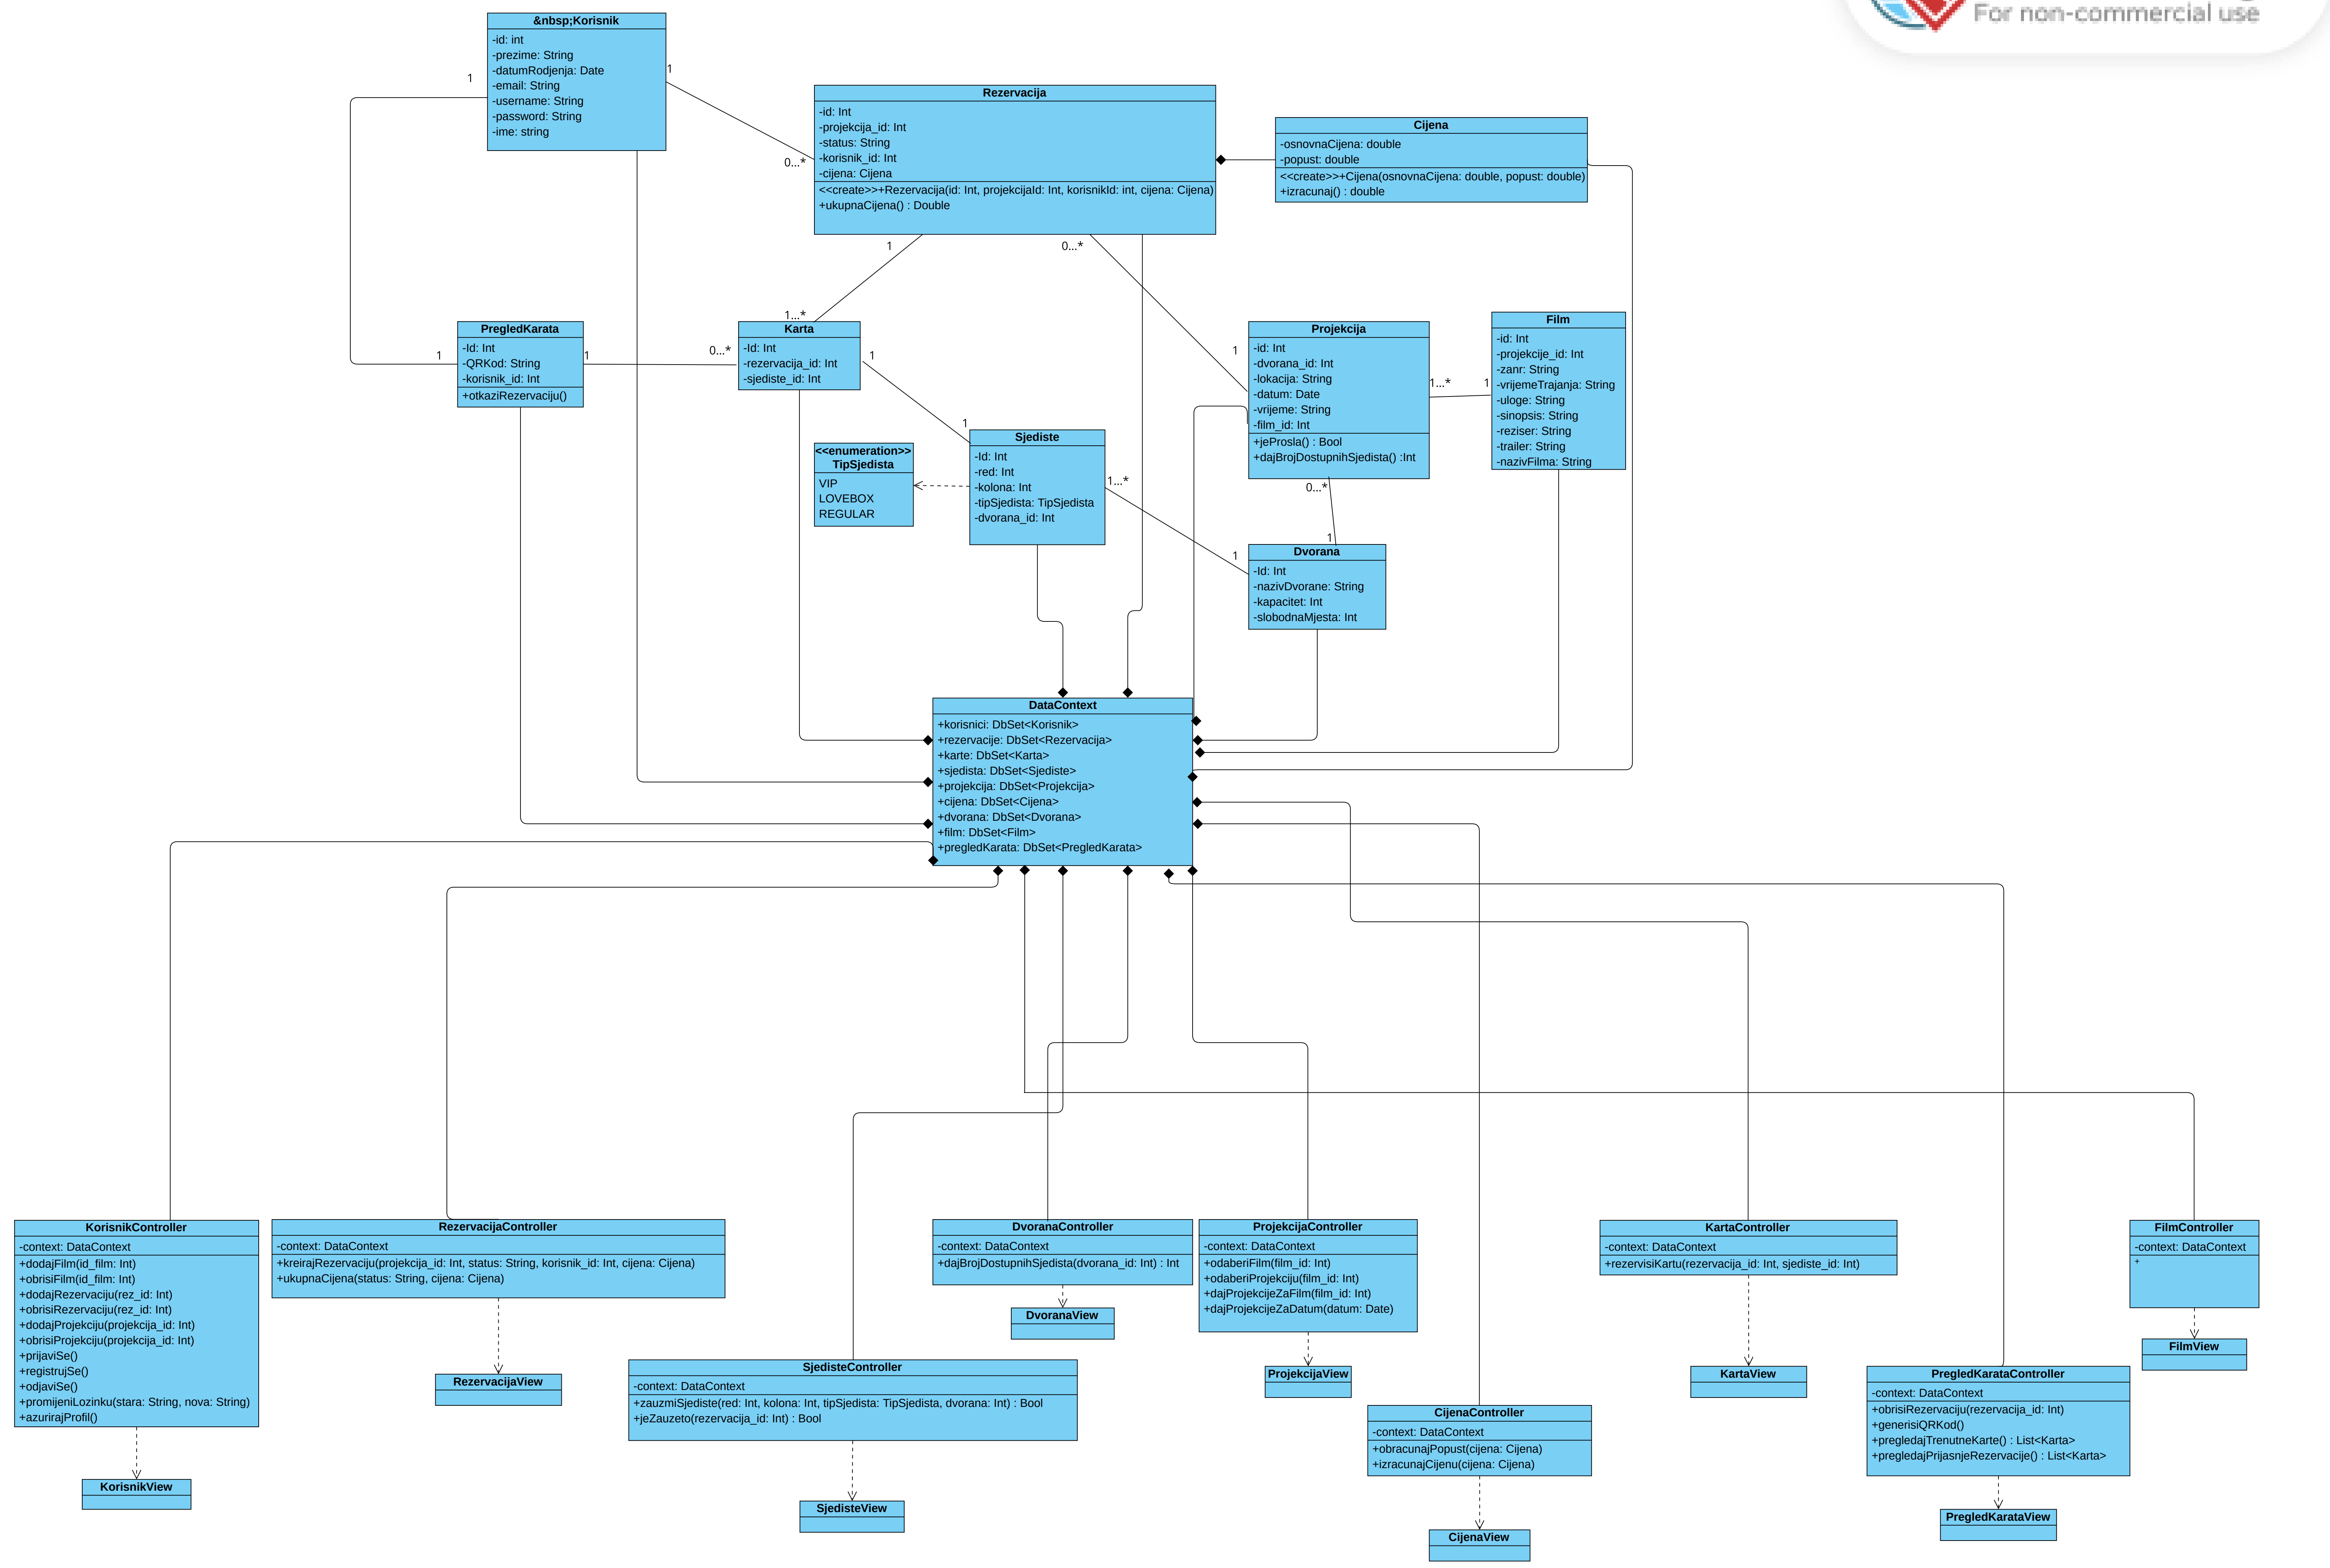 For non-commercial use
&nbsp;Korisnik
-id: int
-prezime: String
-datumRodjenja: Date
-email: String
-username: String
-password: String
-ime: string
1
1
0...*
Rezervacija
-id: Int
-projekcija_id: Int
-status: String
-korisnik_id: Int
-cijena: Cijena
<<create>>+Rezervacija(id: Int, projekcijaId: Int, korisnikId: int, cijena: Cijena)
+ukupnaCijena() : Double
Cijena
-osnovnaCijena: double
-popust: double
<<create>>+Cijena(osnovnaCijena: double, popust: double)
+izracunaj() : double
1
0...*
1...*
1
PregledKarata
-Id: Int
-QRKod: String
-korisnik_id: Int
+otkaziRezervaciju()
1
1
0...*
Karta
-Id: Int
-rezervacija_id: Int
-sjediste_id: Int
1
1
Projekcija
-id: Int
-dvorana_id: Int
-lokacija: String
-datum: Date
-vrijeme: String
-film_id: Int
+jeProsla() : Bool
+dajBrojDostupnihSjedista() :Int
1...*
1
Film
-id: Int
-projekcije_id: Int
-zanr: String
-vrijemeTrajanja: String
-uloge: String
-sinopsis: String
-reziser: String
-trailer: String
-nazivFilma: String
<<enumeration>>
TipSjedista
VIP
LOVEBOX
REGULAR
Sjediste
-Id: Int
-red: Int
-kolona: Int
-tipSjedista: TipSjedista
-dvorana_id: Int
1...*
1
0...*
1
Dvorana
-Id: Int
-nazivDvorane: String
-kapacitet: Int
-slobodnaMjesta: Int
DataContext
+korisnici: DbSet<Korisnik>
+rezervacije: DbSet<Rezervacija>
+karte: DbSet<Karta>
+sjedista: DbSet<Sjediste>
+projekcija: DbSet<Projekcija>
+cijena: DbSet<Cijena>
+dvorana: DbSet<Dvorana>
+film: DbSet<Film>
+pregledKarata: DbSet<PregledKarata>
KorisnikController
-context: DataContext
+dodajFilm(id_film: Int)
+obrisiFilm(id_film: Int)
+dodajRezervaciju(rez_id: Int)
+obrisiRezervaciju(rez_id: Int)
+dodajProjekciju(projekcija_id: Int)
+obrisiProjekciju(projekcija_id: Int)
+prijaviSe()
+registrujSe()
+odjaviSe()
+promijeniLozinku(stara: String, nova: String)
+azurirajProfil()
KorisnikView
RezervacijaController
-context: DataContext
+kreirajRezervaciju(projekcija_id: Int, status: String, korisnik_id: Int, cijena: Cijena)
+ukupnaCijena(status: String, cijena: Cijena)
RezervacijaView
SjedisteController
-context: DataContext
+zauzmiSjediste(red: Int, kolona: Int, tipSjedista: TipSjedista, dvorana: Int) : Bool
+jeZauzeto(rezervacija_id: Int) : Bool
SjedisteView
DvoranaController
-context: DataContext
+dajBrojDostupnihSjedista(dvorana_id: Int) : Int
DvoranaView
ProjekcijaController
-context: DataContext
+odaberiFilm(film_id: Int)
+odaberiProjekciju(film_id: Int)
+dajProjekcijeZaFilm(film_id: Int)
+dajProjekcijeZaDatum(datum: Date)
ProjekcijaView
CijenaController
-context: DataContext
+obracunajPopust(cijena: Cijena)
+izracunajCijenu(cijena: Cijena)
CijenaView
KartaController
-context: DataContext
+rezervisiKartu(rezervacija_id: Int, sjediste_id: Int)
KartaView
PregledKarataController
-context: DataContext
+obrisiRezervaciju(rezervacija_id: Int)
+generisiQRKod()
+pregledajTrenutneKarte() : List<Karta>
+pregledajPrijasnjeRezervacije() : List<Karta>
PregledKarataView
FilmController
-context: DataContext
+
FilmView